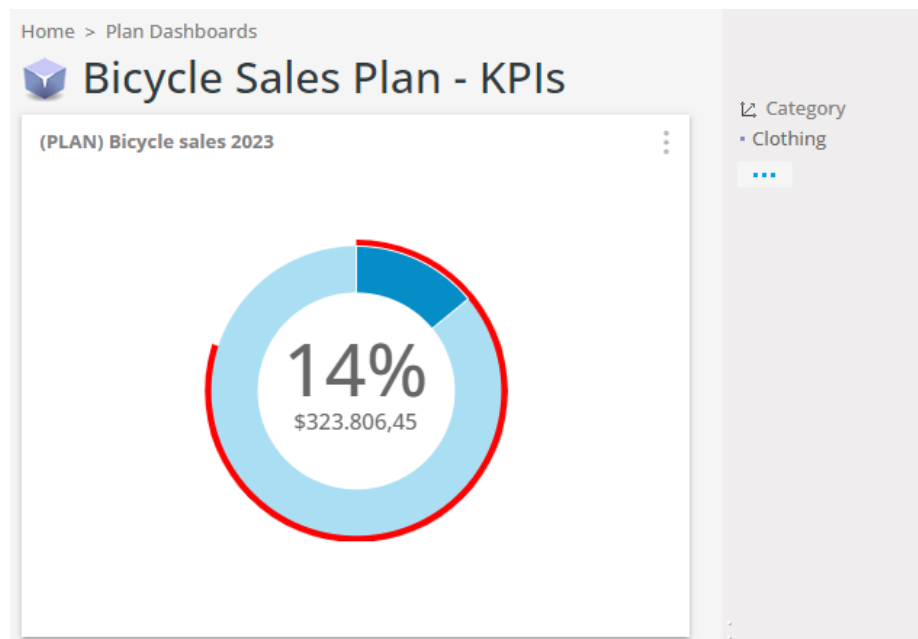 Home > Plan Dashboards
Bicycle Sales Plan - KPIs
(PLAN) Bicycle sales 2023
14%
$323.806,45
Category
Clothing